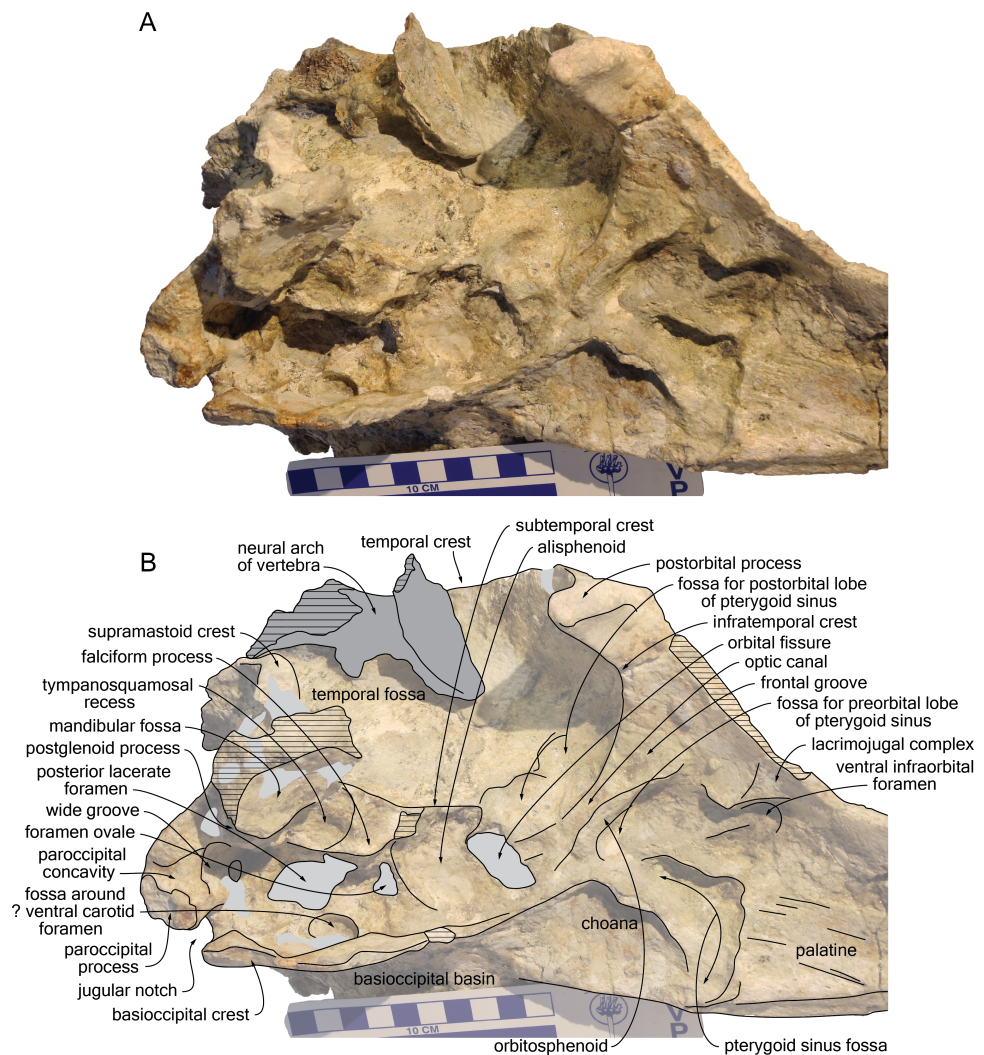 A
10 CM
V
P
B
neural arch
of vertebra
temporal crest
subtemporal crest
alisphenoid
postorbital process
fossa for postorbital lobe
of pterygoid sinus
infratemporal crest
orbital fissure
optic canal
frontal groove
fossa for preorbital lobe
of pterygoid sinus
lacrimojugal complex
ventral infraorbital
foramen
supramastoid crest
falciform process
tympanosquamosal
recess
mandibular fossa
postglenoid process
posterior lacerate
foramen
wide groove
foramen ovale
paroccipital
concavity
fossa around
? ventral carotid
foramen
paroccipital
process
jugular notch
basioccipital crest
temporal fossa
choana
palatine
basioccipital basin
10 CM
V
P
orbitosphenoid
pterygoid sinus fossa